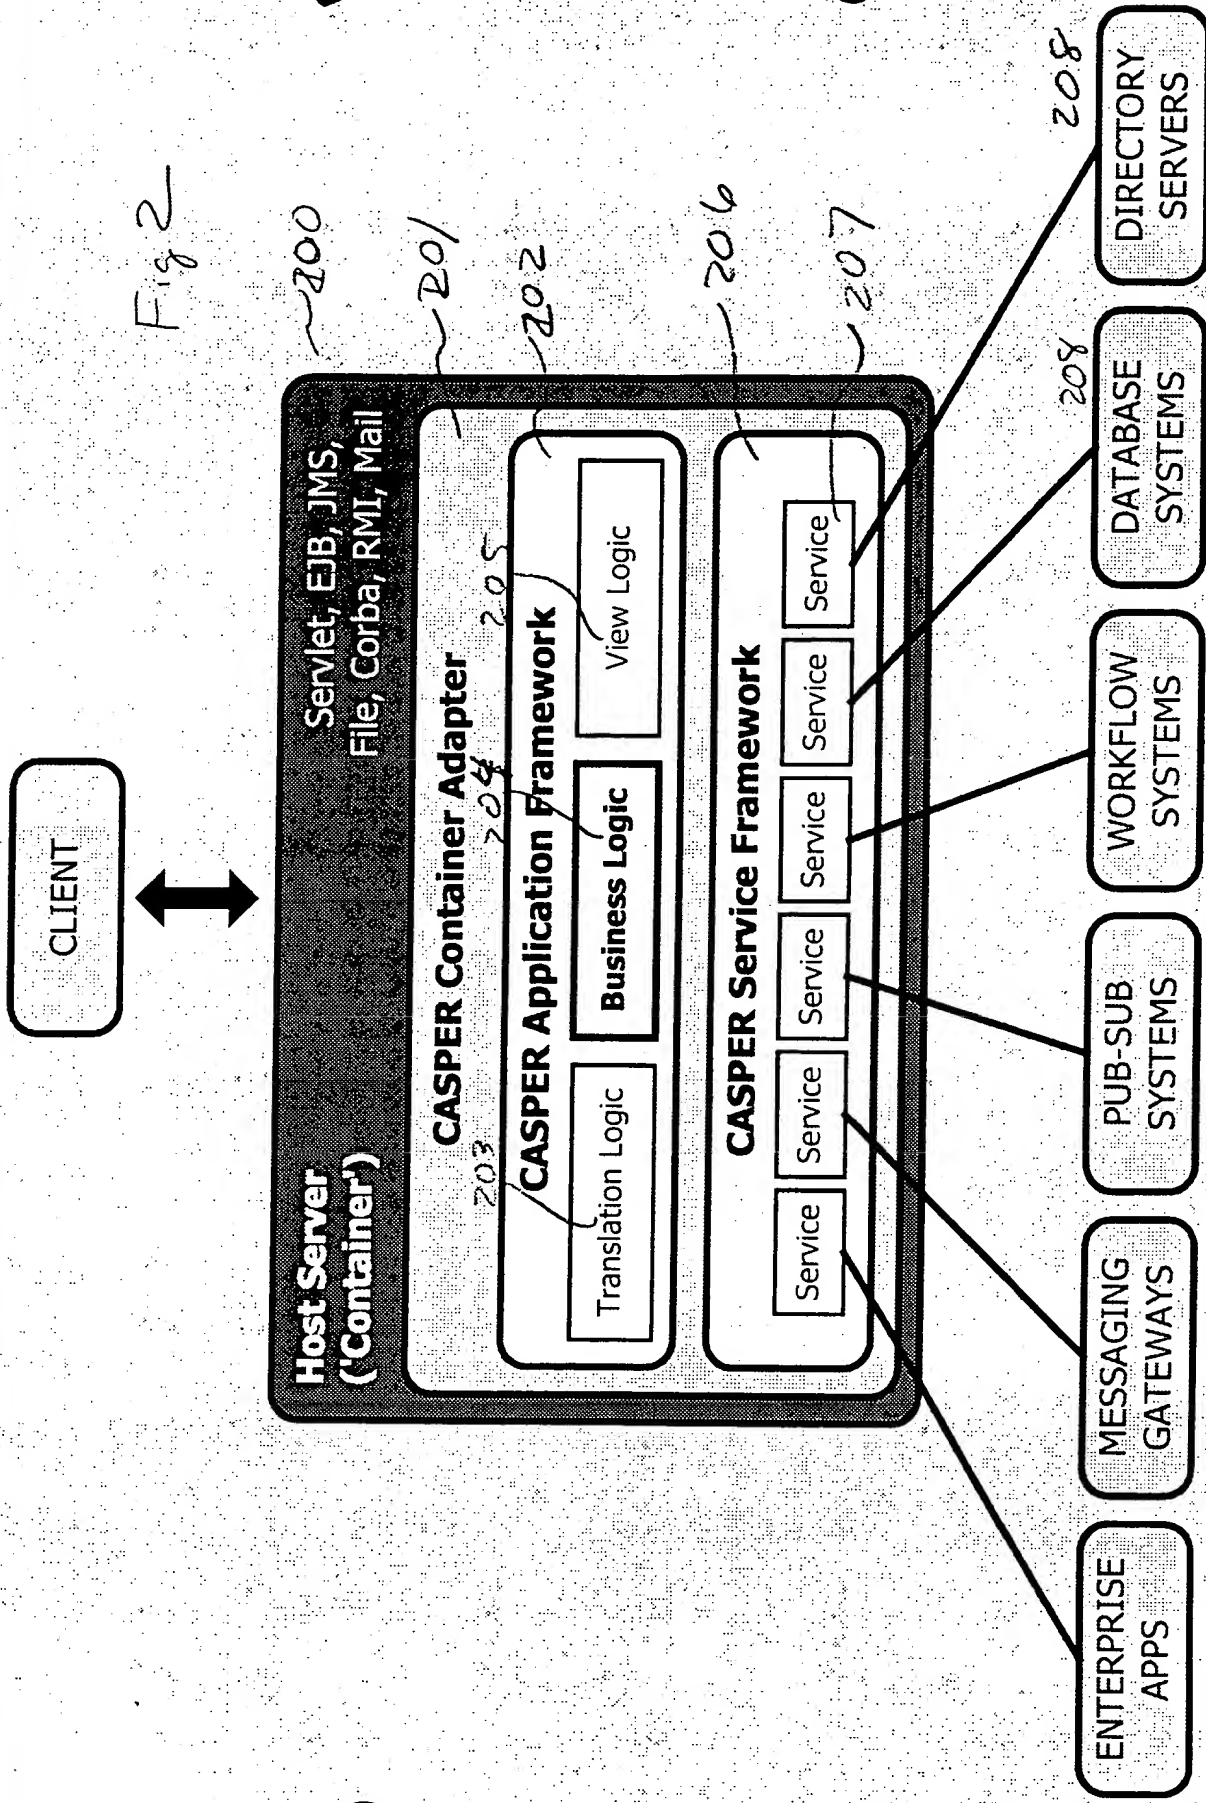 Fig 2
CLIENT
200
Host Server
('Container')
Servlet, EJB, JMS,
File, Corba, RMI, Mail
201
CASPER Container Adapter
202
203
204
205
CASPER Application Framework
Translation Logic
Business Logic
View Logic
206
CASPER Service Framework
207
Service
Service
Service
Service
Service
Service
208
208
ENTERPRISE
APPS
MESSAGING
GATEWAYS
PUB-SUB
SYSTEMS
WORKFLOW
SYSTEMS
DATABASE
SYSTEMS
DIRECTORY
SERVERS